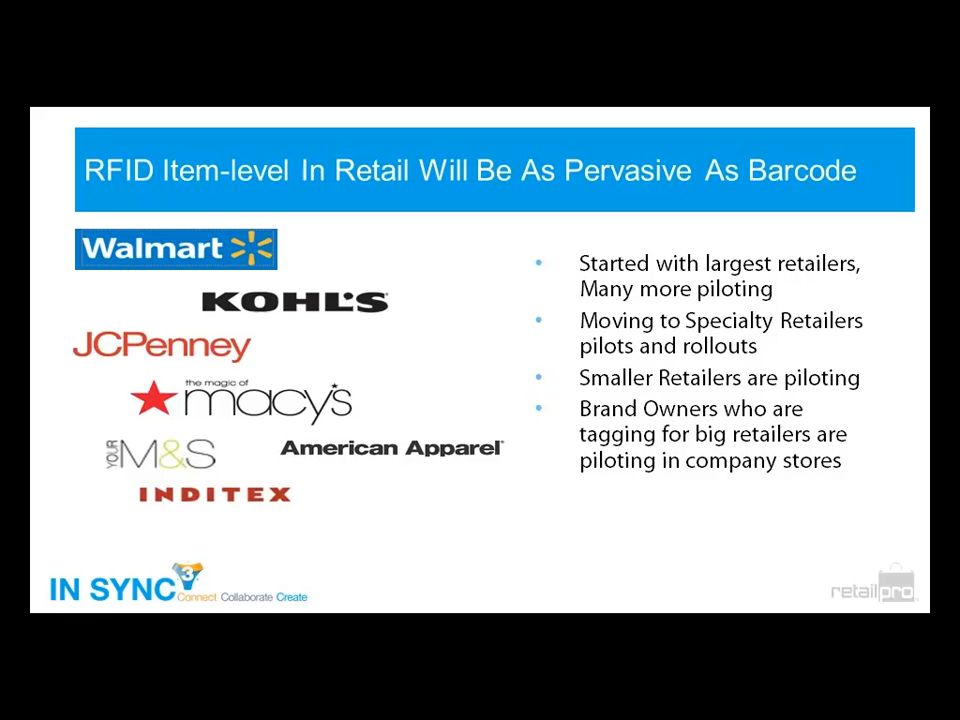 RFID Item-level In Retail Will Be As Pervasive As Barcode
Walmart
KOHL'S
JCPenney
the magic of
macy's
YOUR M&S
American Apparel®
INDITEX
• Started with largest retailers,
Many more piloting
• Moving to Specialty Retailers
pilots and rollouts
• Smaller Retailers are piloting
• Brand Owners who are
tagging for big retailers are
piloting in company stores
IN SYNC 3
Connect Collaborate Create
retail pro